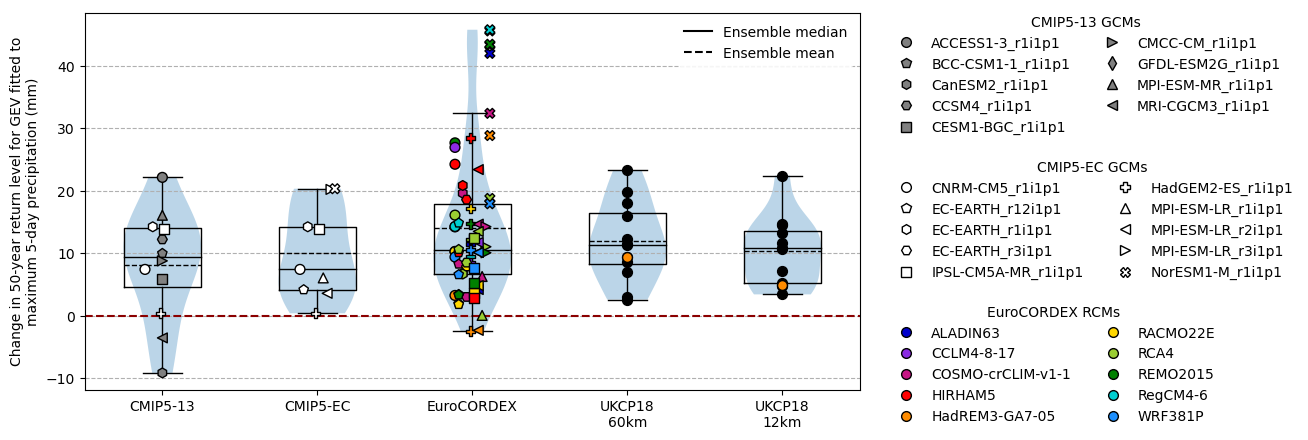 Change in 50-year return level for GEV fitted to
maximum 5-day precipitation (mm)
40
30
20
10
0
−10
Ensemble median
Ensemble mean
CMIP5-13
CMIP5-EC
EuroCORDEX
UKCP18
60km
UKCP18
12km
CMIP5-13 GCMs
ACCESS1-3_r1i1p1
BCC-CSM1-1_r1i1p1
CanESM2_r1i1p1
CCSM4_r1i1p1
CESM1-BGC_r1i1p1
CMCC-CM_r1i1p1
GFDL-ESM2G_r1i1p1
MPI-ESM-MR_r1i1p1
MRI-CGCM3_r1i1p1
CMIP5-EC GCMs
CNRM-CM5_r1i1p1
EC-EARTH_r12i1p1
EC-EARTH_r1i1p1
EC-EARTH_r3i1p1
IPSL-CM5A-MR_r1i1p1
HadGEM2-ES_r1i1p1
MPI-ESM-LR_r1i1p1
MPI-ESM-LR_r2i1p1
MPI-ESM-LR_r3i1p1
NorESM1-M_r1i1p1
EuroCORDEX RCMs
ALADIN63
CCLM4-8-17
COSMO-crCLIM-v1-1
HIRHAM5
HadREM3-GA7-05
RACMO22E
RCA4
REMO2015
RegCM4-6
WRF381P